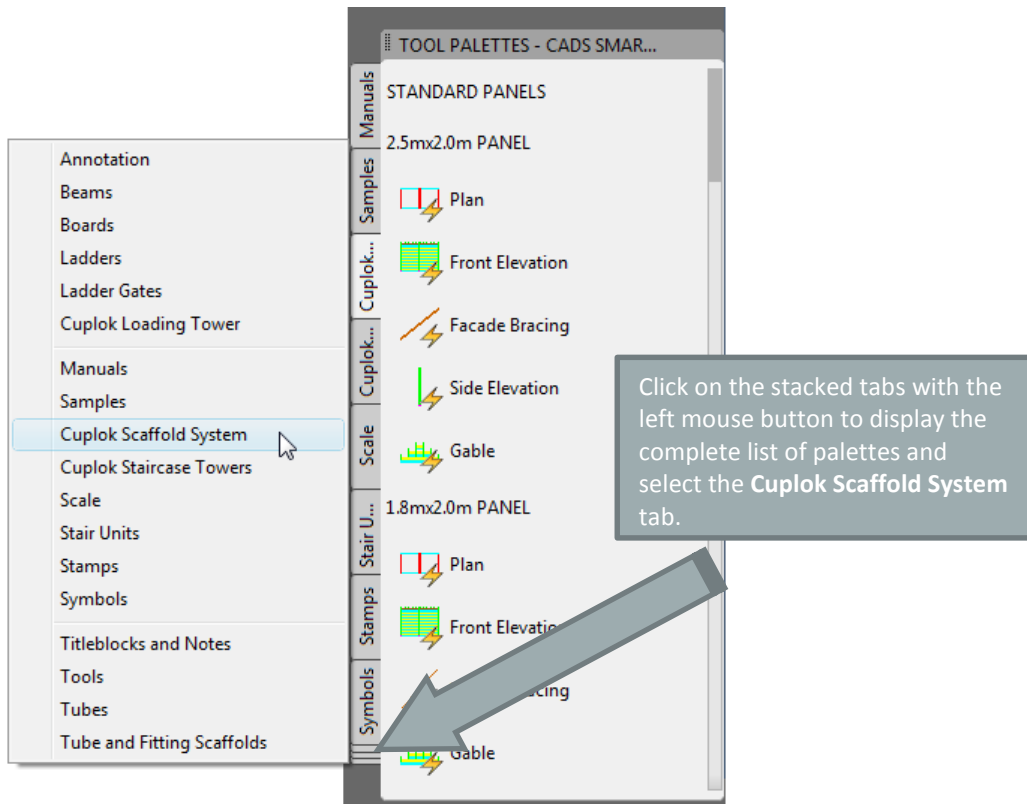 TOOL PALETTES - CADS SMAR...
Annotation
Beams
Boards
Ladders
Ladder Gates
Cuplok Loading Tower
Manuals
Samples
Cuplok Scaffold System
Cuplok Staircase Towers
Scale
Stair Units
Stamps
Symbols
Titleblocks and Notes
Tools
Tubes
Tube and Fitting Scaffolds
Manuals
Samples
Cuplok...
Cuplok...
Scale
Stair U...
Stamps
Symbols
STANDARD PANELS
2.5mx2.0m PANEL
Plan
Front Elevation
Facade Bracing
Side Elevation
Gable
1.8mx2.0m PANEL
Plan
Front Elevatio
cing
Gable
Click on the stacked tabs with the
left mouse button to display the
complete list of palettes and
select the Cuplok Scaffold System
tab.